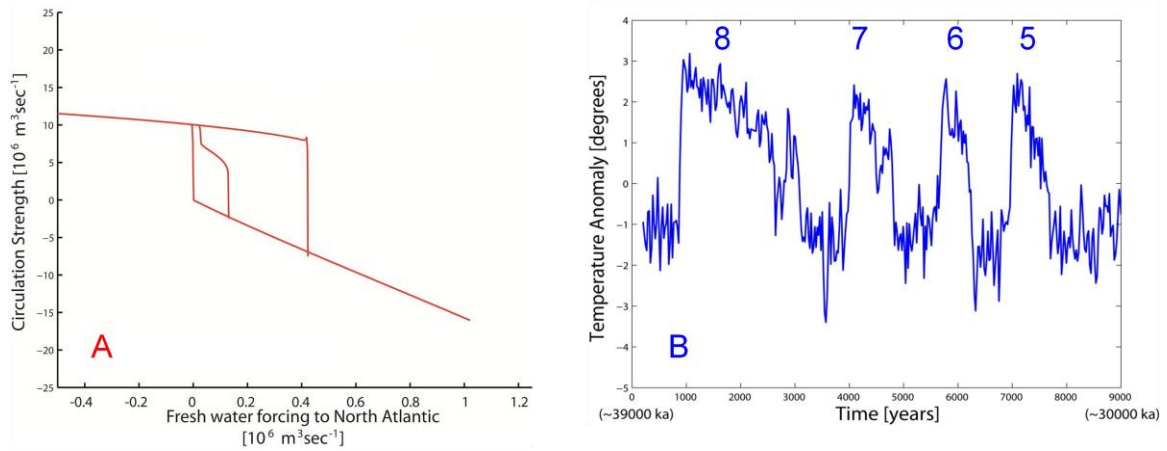 25
20
15
10
5
0
−5
−10
−15
−20
−25
Circulation Strength [10⁶ m³sec⁻¹]
A
-0.4 -0.2 0 0.2 0.4 0.6 0.8 1 1.2
Fresh water forcing to North Atlantic
[10⁶ m³sec⁻¹]
4
3
2
1
0
−1
−2
−3
−4
−5
Temperature Anomaly [degrees]
8 7 6 5
B
0 1000 2000 3000 4000 5000 6000 7000 8000 9000
(~39000 ka) Time [years] (~30000 ka)